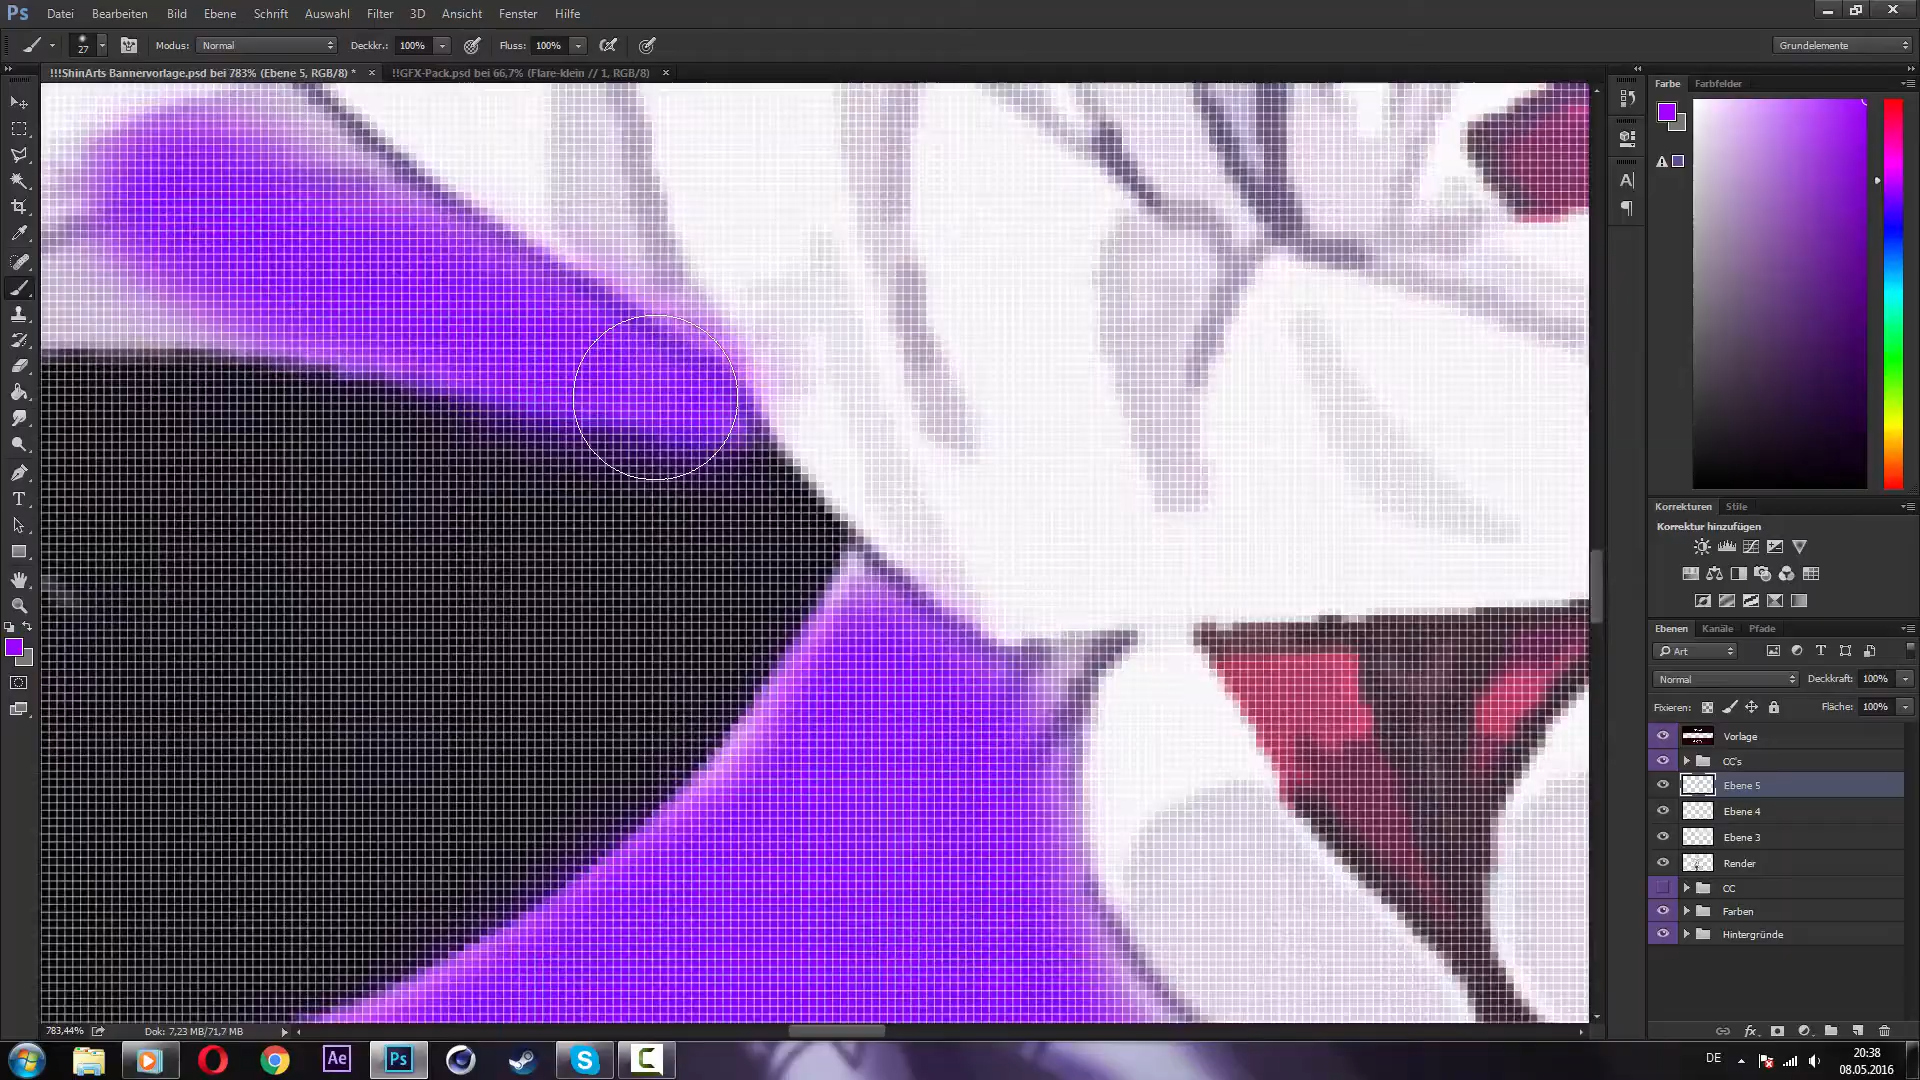 Ps Datei Bearbeiten Bild Ebene Schrift Auswahl Filter 3D Ansicht Fenster Hilfe
27 Modus: Normal Deckkr.: 100% Fluss: 100% Grundelemente
!!!ShinArts Bannervorlage.psd bei 783% (Ebene 5, RGB/8) * !!GFX-Pack.psd bei 66,7% (Flare-klein // 1, RGB/8)
Farbe Farbfelder
Korrekturen Stile
Korrektur hinzufügen
Ebenen Kanäle Pfade
Art
Normal Deckkraft: 100%
Fixieren: Fläche: 100%
Vorlage
CC's
Ebene 5
Ebene 4
Ebene 3
Render
CC
Farben
Hintergründe
783,44% Dok: 7,23 MB/71,7 MB
Ae Ps DE 20:38
08.05.2016